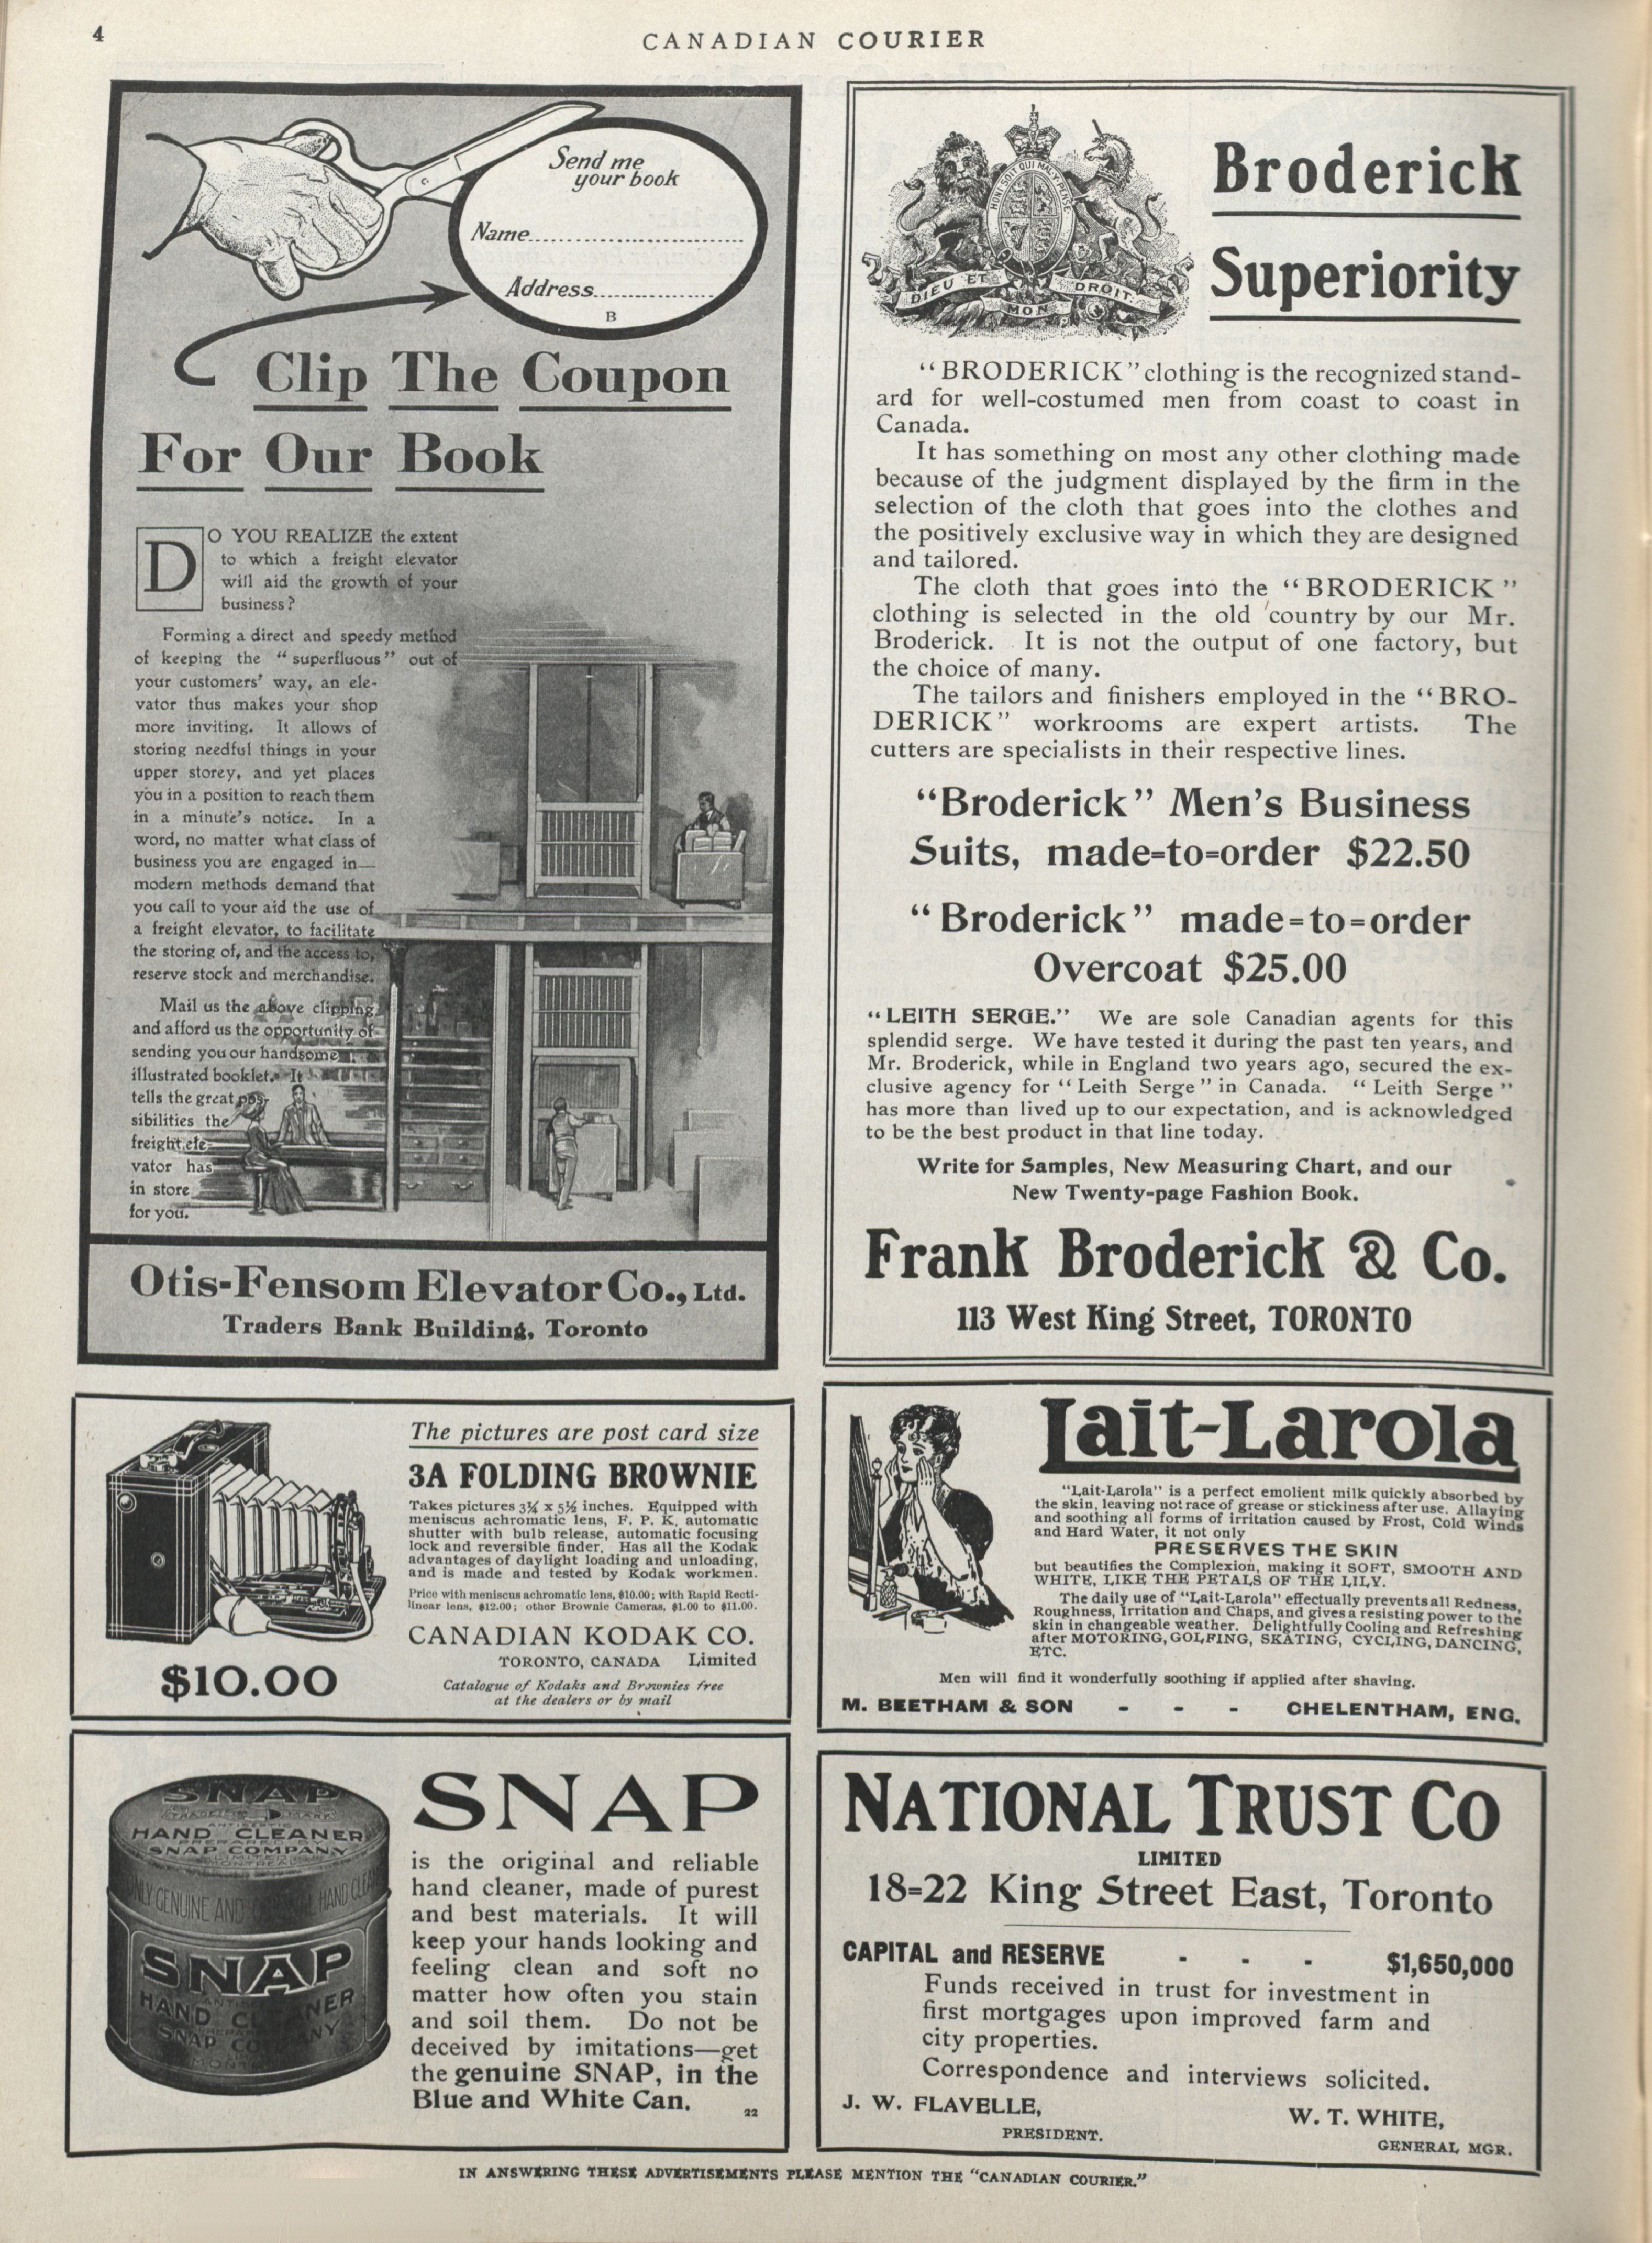 4
CANADIAN COURIER
Send me
your book
Name
Address
B
Clip The Coupon
For Our Book
DO YOU REALIZE the extent
to which a freight elevator
will aid the growth of your
business?
Forming a direct and speedy method
of keeping the "superfluous" out of
your customers' way, an ele-
vator thus makes your shop
more inviting. It allows of
storing needful things in your
upper storey, and yet places
you in a position to reach them
in a minute's notice. In a
word, no matter what class of
business you are engaged in—
modern methods demand that
you call to your aid the use of
a freight elevator, to facilitate
the storing of, and the access to,
reserve stock and merchandise.
Mail us the above clipping
and afford us the opportunity of
sending you our handsome
illustrated booklet. It
tells the great pos-
sibilities the
freight ele-
vator has
in store
for you.
Otis-Fensom Elevator Co., Ltd.
Traders Bank Building, Toronto
HONI SOIT QUI MAL Y PENSE
DIEU ET MON DROIT.
Broderick
Superiority
"BRODERICK" clothing is the recognized stand-
ard for well-costumed men from coast to coast in
Canada.
It has something on most any other clothing made
because of the judgment displayed by the firm in the
selection of the cloth that goes into the clothes and
the positively exclusive way in which they are designed
and tailored.
The cloth that goes into the "BRODERICK"
clothing is selected in the old country by our Mr.
Broderick. It is not the output of one factory, but
the choice of many.
The tailors and finishers employed in the "BRO-
DERICK" workrooms are expert artists. The
cutters are specialists in their respective lines.
"Broderick" Men's Business
Suits, made=to=order $22.50
"Broderick" made=to=order
Overcoat $25.00
"LEITH SERGE." We are sole Canadian agents for this
splendid serge. We have tested it during the past ten years, and
Mr. Broderick, while in England two years ago, secured the ex-
clusive agency for "Leith Serge" in Canada. "Leith Serge"
has more than lived up to our expectation, and is acknowledged
to be the best product in that line today.
Write for Samples, New Measuring Chart, and our
New Twenty-page Fashion Book.
Frank Broderick & Co.
113 West King Street, TORONTO
The pictures are post card size
3A FOLDING BROWNIE
Takes pictures 3¼ x 5½ inches. Equipped with
meniscus achromatic lens, F. P. K. automatic
shutter with bulb release, automatic focusing
lock and reversible finder. Has all the Kodak
advantages of daylight loading and unloading,
and is made and tested by Kodak workmen.
Price with meniscus achromatic lens, $10.00; with Rapid Recti-
linear lens, $12.00; other Brownie Cameras, $1.00 to $11.00.
CANADIAN KODAK CO.
TORONTO, CANADA Limited
Catalogue of Kodaks and Brownies free
at the dealers or by mail
$10.00
Lait-Larola
"Lait-Larola" is a perfect emolient milk quickly absorbed by
the skin, leaving not race of grease or stickiness after use. Allaying
and soothing all forms of irritation caused by Frost, Cold Winds
and Hard Water, it not only
PRESERVES THE SKIN
but beautifies the Complexion, making it SOFT, SMOOTH AND
WHITE, LIKE THE PETALS OF THE LILY.
The daily use of "Lait-Larola" effectually prevents all Redness,
Roughness, Irritation and Chaps, and gives a resisting power to the
skin in changeable weather. Delightfully Cooling and Refreshing
after MOTORING, GOLFING, SKATING, CYCLING, DANCING,
ETC.
Men will find it wonderfully soothing if applied after shaving.
M. BEETHAM & SON - - - CHELENTHAM, ENG.
SNAP
TRADE MARK
ANTISEPTIC
HAND CLEANER
PREPARED BY
SNAP COMPANY
LIMITED
MONTREAL
ONLY GENUINE AND HAND CLEA
SNAP
HAND CLEANER
SNAP COMPANY
SNAP
is the original and reliable
hand cleaner, made of purest
and best materials. It will
keep your hands looking and
feeling clean and soft no
matter how often you stain
and soil them. Do not be
deceived by imitations—get
the genuine SNAP, in the
Blue and White Can.
22
NATIONAL TRUST CO
LIMITED
18=22 King Street East, Toronto
CAPITAL and RESERVE - - - $1,650,000
Funds received in trust for investment in
first mortgages upon improved farm and
city properties.
Correspondence and interviews solicited.
J. W. FLAVELLE,
PRESIDENT.
W. T. WHITE,
GENERAL MGR.
IN ANSWERING THESE ADVERTISEMENTS PLEASE MENTION THE "CANADIAN COURIER."